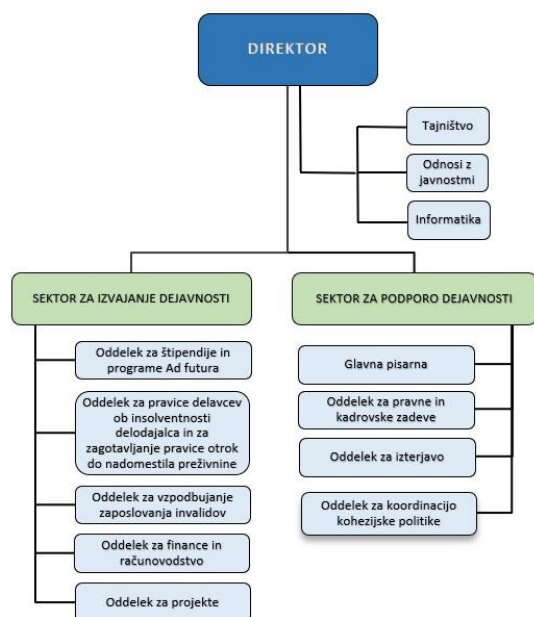 DIREKTOR
Tajništvo
Odnosi z
javnostmi
Informatika
SEKTOR ZA IZVAJANJE DEJAVNOSTI
Oddelek za štipendije in
programe Ad futura
Oddelek za pravice delavcev
ob insolventnosti
delodajalca in za
zagotavljanje pravice otrok
do nadomestila preživnine
Oddelek za vzpodbujanje
zaposlovanja invalidov
Oddelek za finance in
računovodstvo
Oddelek za projekte
SEKTOR ZA PODPORO DEJAVNOSTI
Glavna pisarna
Oddelek za pravne in
kadrovske zadeve
Oddelek za izterjavo
Oddelek za koordinacijo
kohezijske politike